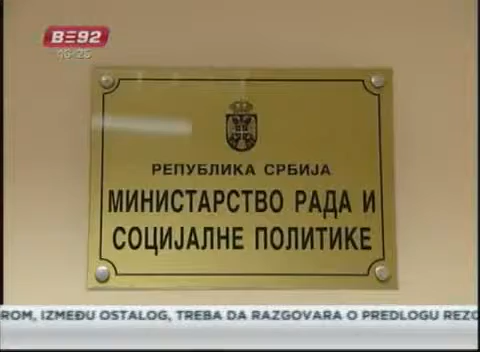 B92
РЕПУБЛИКА СРБИЈА
МИНИСТАРСТВО РАДА И
СОЦИЈАЛНЕ ПОЛИТИКЕ
ROM, IZMEĐU OSTALOG, TREBA DA RAZGOVARA O PREDLOGU REZO